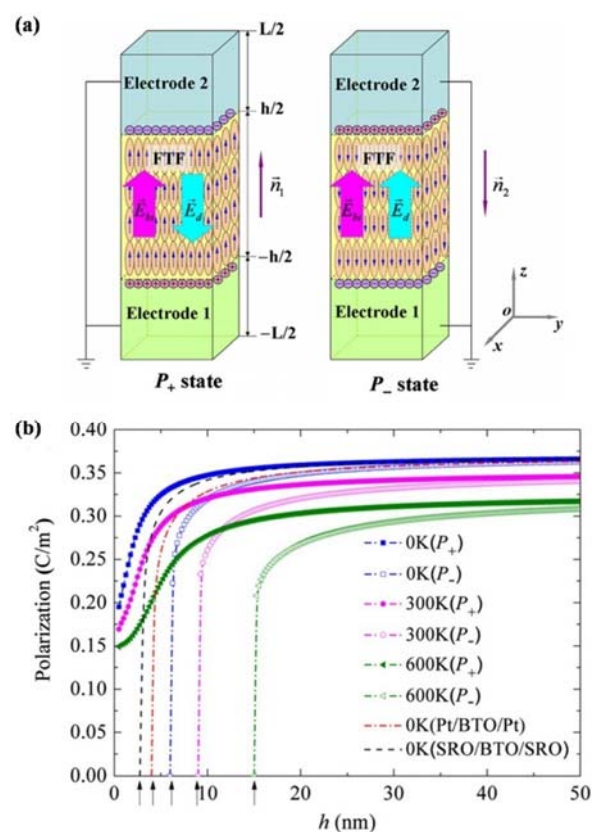 (a)
L/2
Electrode 2
Electrode 2
h/2
FTF
FTF
n⃗₁
n⃗₂
E⃗bi
E⃗d
E⃗bi
E⃗d
−h/2
Electrode 1
Electrode 1
−L/2
z
o
y
x
P₊ state
P₋ state
(b)
Polarization (C/m²)
0.40
0.35
0.30
0.25
0.20
0.15
0.10
0.05
0.00
0K(P₊)
0K(P₋)
300K(P₊)
300K(P₋)
600K(P₊)
600K(P₋)
0K(Pt/BTO/Pt)
0K(SRO/BTO/SRO)
0 10 20 30 40 50
h (nm)